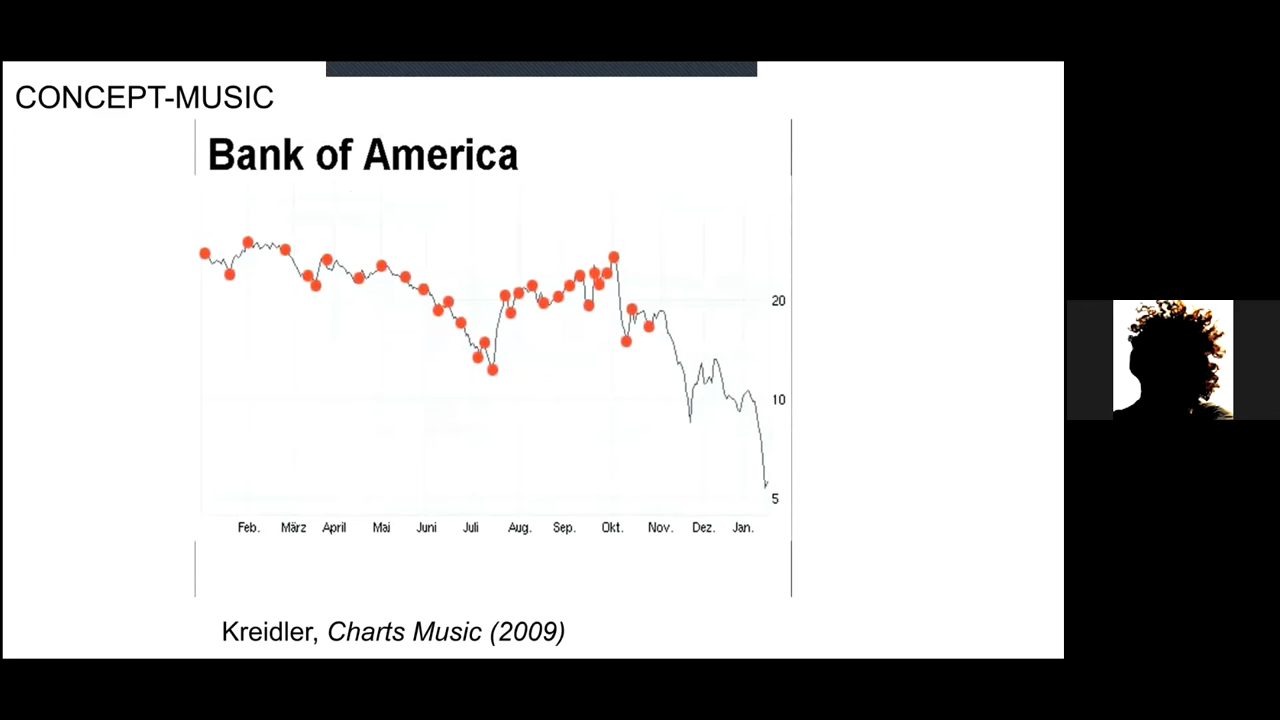 CONCEPT-MUSIC
Bank of America
20
10
5
Feb. März April Mai Juni Juli Aug. Sep. Okt. Nov. Dez. Jan.
Kreidler, Charts Music (2009)